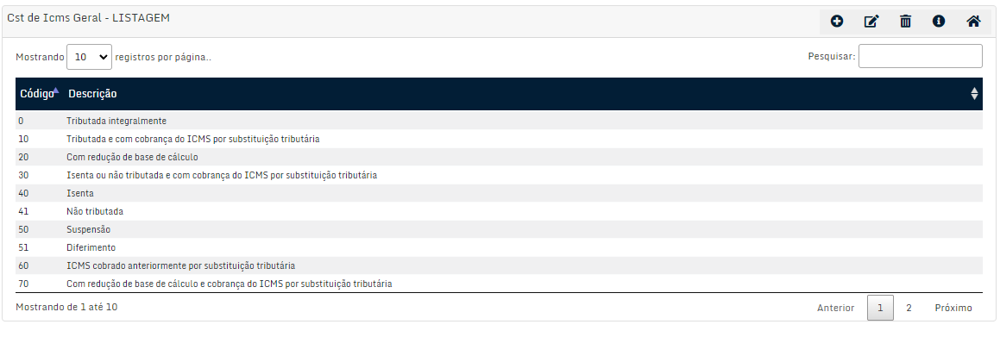 Cst de Icms Geral - LISTAGEM
Mostrando 10 registros por página..
Pesquisar:
Código Descrição
0 Tributada integralmente
10 Tributada e com cobrança do ICMS por substituição tributária
20 Com redução de base de cálculo
30 Isenta ou não tributada e com cobrança do ICMS por substituição tributária
40 Isenta
41 Não tributada
50 Suspensão
51 Diferimento
60 ICMS cobrado anteriormente por substituição tributária
70 Com redução de base de cálculo e cobrança do ICMS por substituição tributária
Mostrando de 1 até 10
Anterior 1 2 Próximo